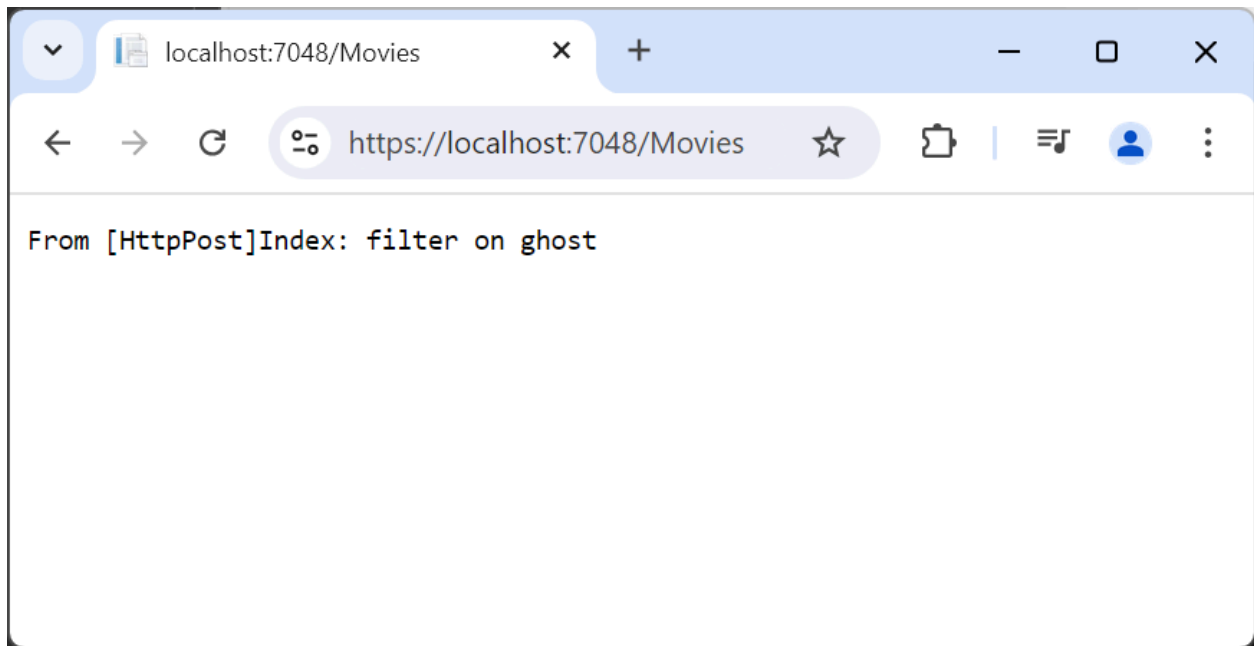 localhost:7048/Movies
https://localhost:7048/Movies
From [HttpPost]Index: filter on ghost